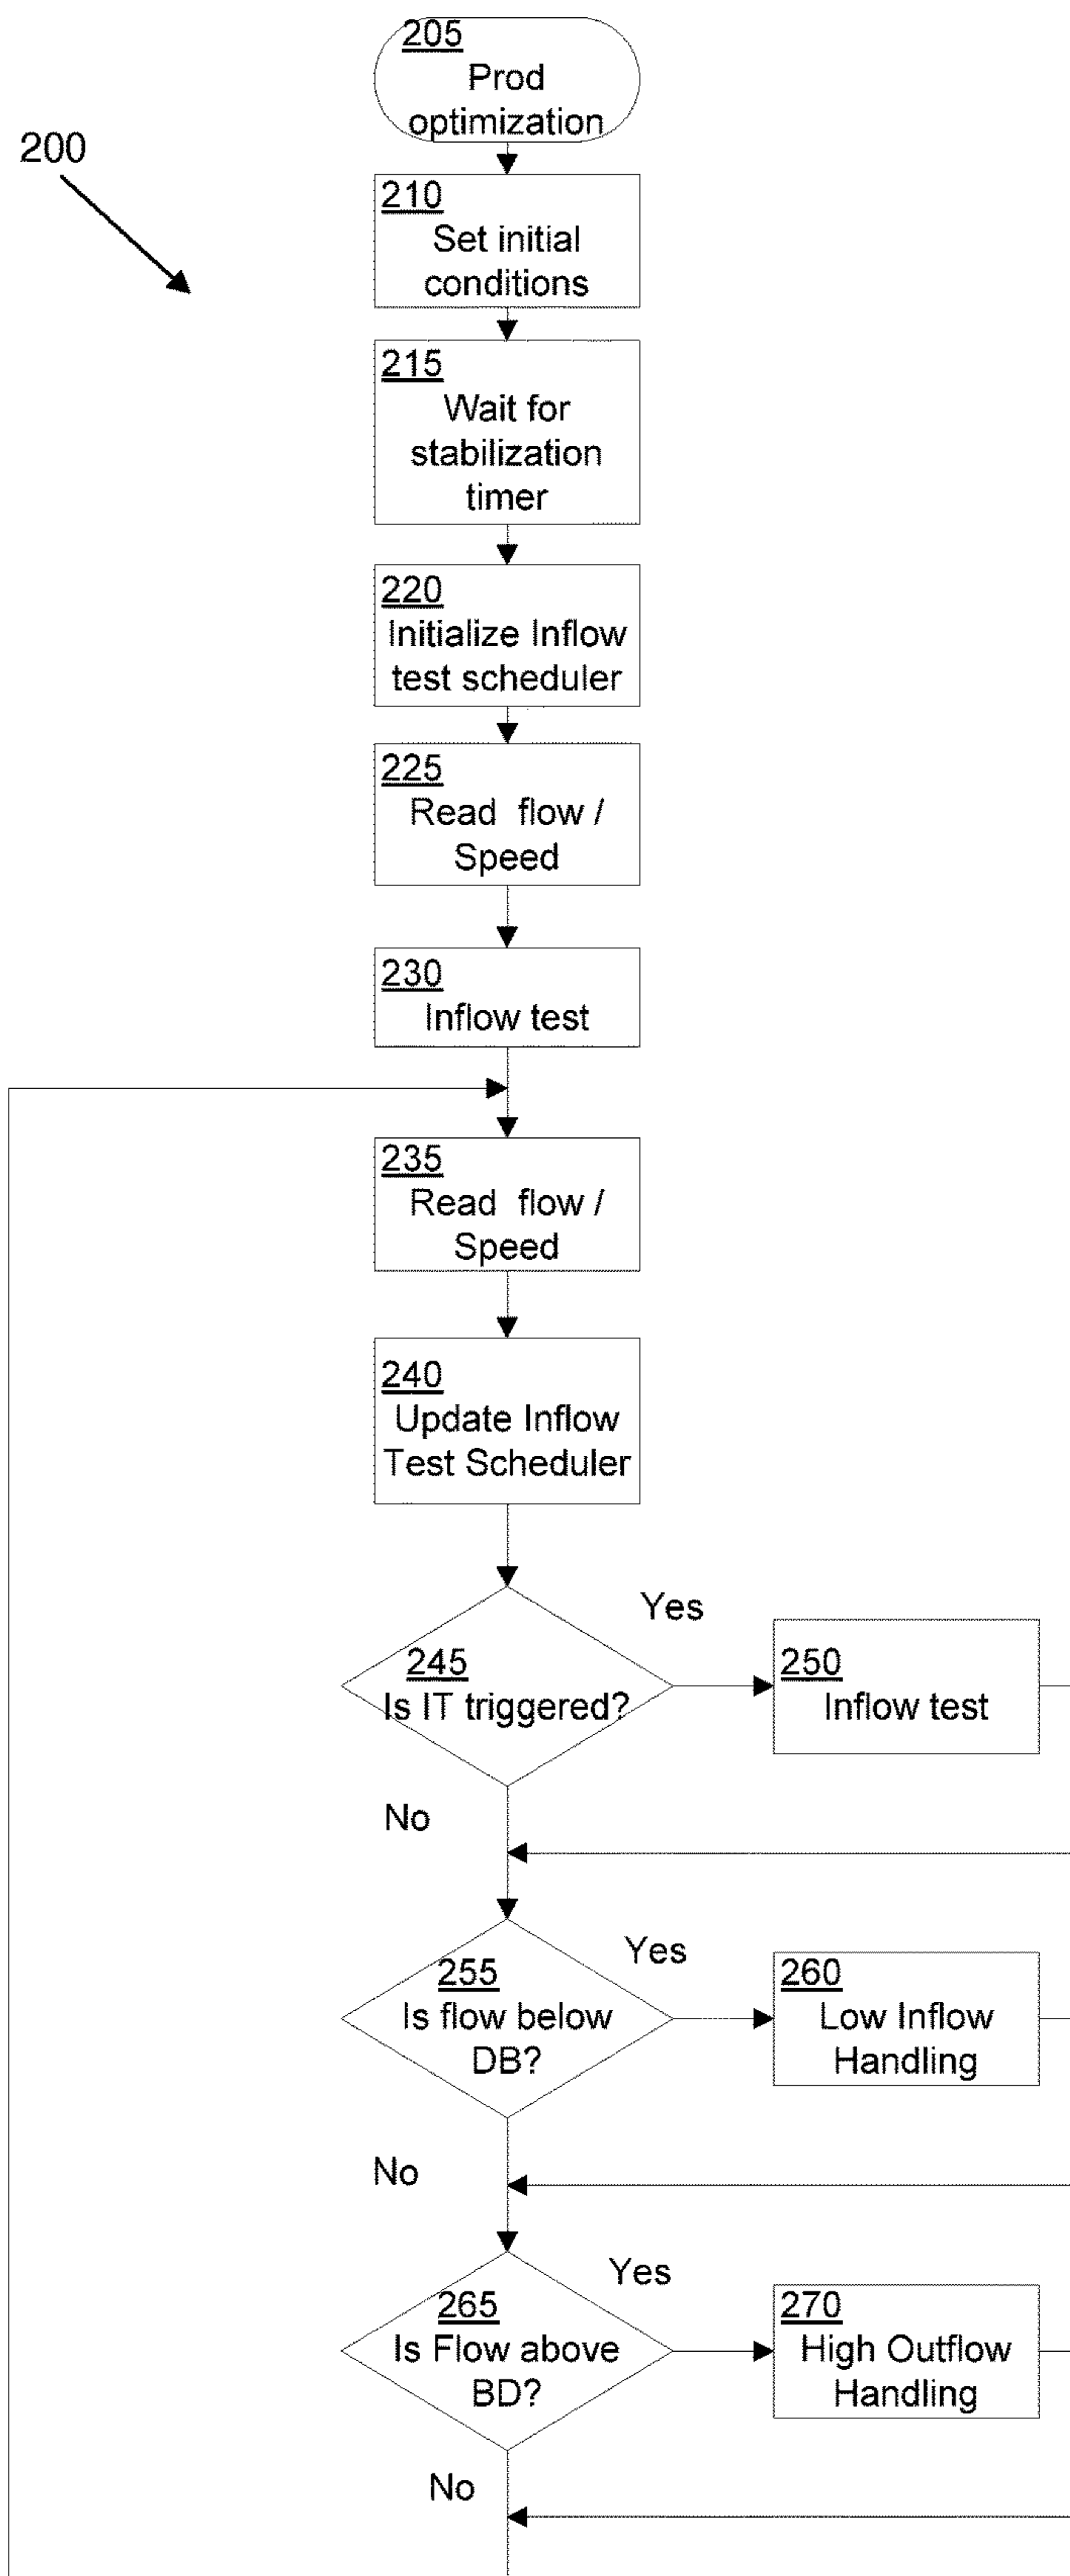 205
Prod
optimization
200
210
Set initial
conditions
215
Wait for
stabilization
timer
220
Initialize Inflow
test scheduler
225
Read flow /
Speed
230
Inflow test
235
Read flow /
Speed
240
Update Inflow
Test Scheduler
245
Is IT triggered?
Yes
250
Inflow test
No
255
Is flow below
DB?
Yes
260
Low Inflow
Handling
No
265
Is Flow above
BD?
Yes
270
High Outflow
Handling
No